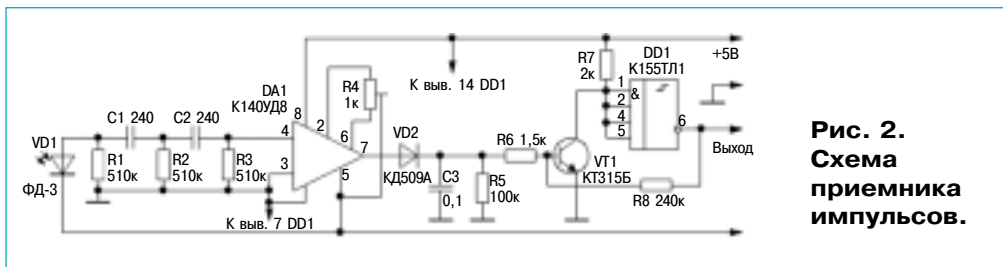 VD1
ФД-3
C1 240
C2 240
R1
510к
R2
510к
R3
510к
DA1
К140УД8
8
2
4
3
6
7
5
R4
1к
К выв. 14 DD1
К выв. 7 DD1
VD2
КД509А
C3
0,1
R5
100к
R6 1,5к
R7
2к
1
2
4
5
&
DD1
К155ТЛ1
6
VT1
КТ315Б
R8 240к
+5В
Выход
Рис. 2.
Схема
приемника
импульсов.